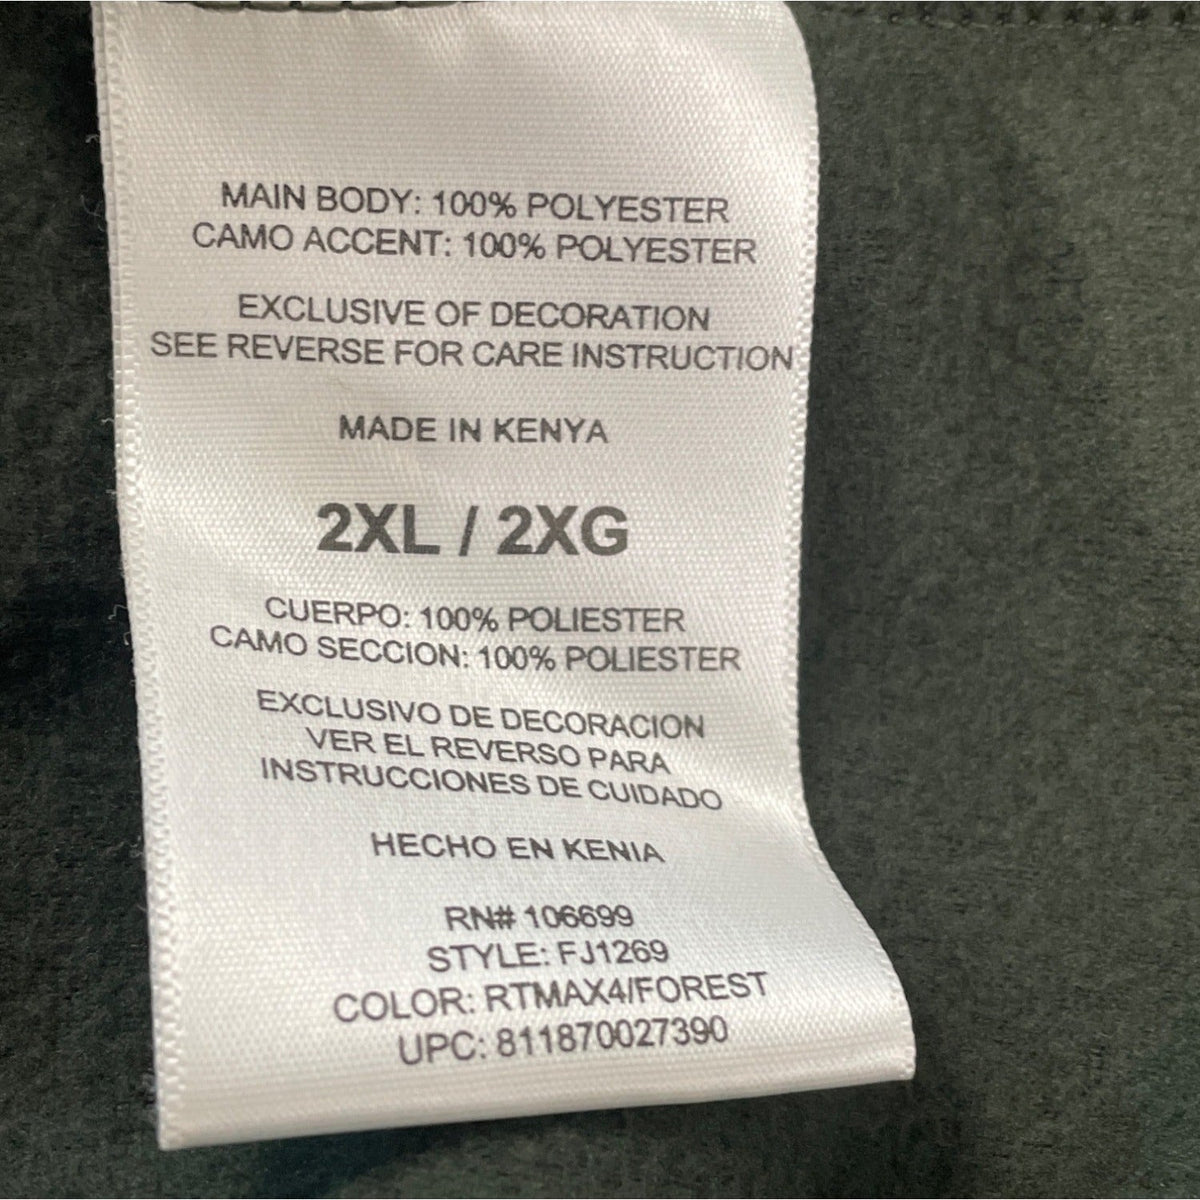 MAIN BODY: 100% POLYESTER
CAMO ACCENT: 100% POLYESTER
EXCLUSIVE OF DECORATION
SEE REVERSE FOR CARE INSTRUCTION
MADE IN KENYA
2XL / 2XG
CUERPO: 100% POLIESTER
CAMO SECCION: 100% POLIESTER
EXCLUSIVO DE DECORACION
VER EL REVERSO PARA
INSTRUCCIONES DE CUIDADO
HECHO EN KENIA
RN# 106699
STYLE: FJ1269
COLOR: RTMAX4/FOREST
UPC: 811870027390